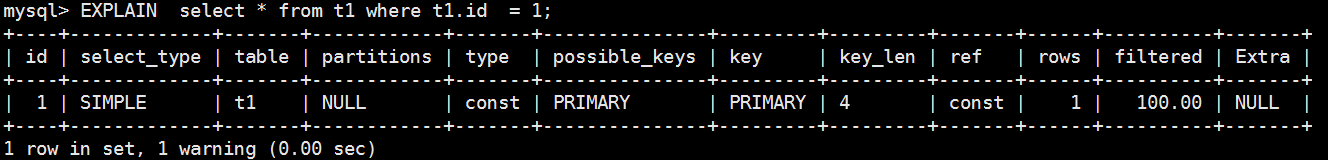 mysql> EXPLAIN  select * from t1 where t1.id  = 1;
+----+-------------+-------+------------+-------+---------------+---------+---------+-------+------+----------+-------+
| id | select_type | table | partitions | type  | possible_keys | key     | key_len | ref   | rows | filtered | Extra |
+----+-------------+-------+------------+-------+---------------+---------+---------+-------+------+----------+-------+
|  1 | SIMPLE      | t1    | NULL       | const | PRIMARY       | PRIMARY | 4       | const |    1 |   100.00 | NULL  |
+----+-------------+-------+------------+-------+---------------+---------+---------+-------+------+----------+-------+
1 row in set, 1 warning (0.00 sec)